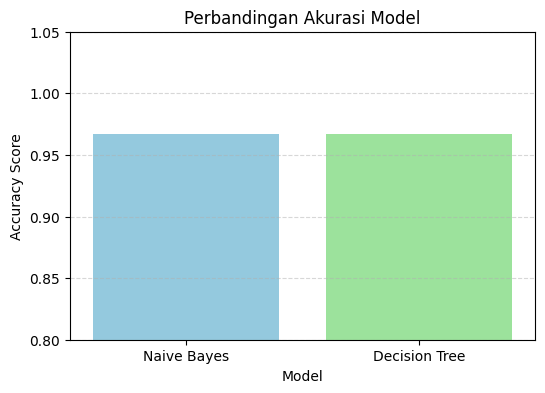 Perbandingan Akurasi Model
1.05
1.00
0.95
0.90
0.85
0.80
Accuracy Score
Naive Bayes
Decision Tree
Model